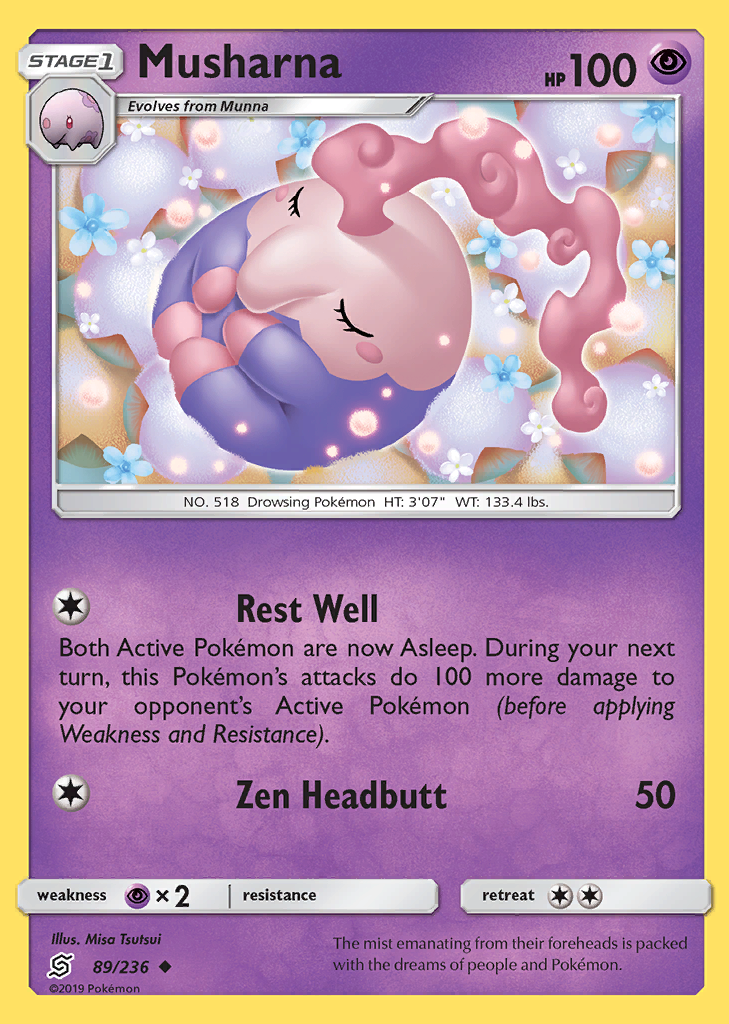 STAGE1
Musharna
HP 100
Evolves from Munna
NO. 518 Drowsing Pokémon HT: 3'07" WT: 133.4 lbs.
Rest Well
Both Active Pokémon are now Asleep. During your next
turn, this Pokémon's attacks do 100 more damage to
your opponent's Active Pokémon (before applying
Weakness and Resistance).
Zen Headbutt 50
weakness ×2 resistance retreat
Illus. Misa Tsutsui
89/236
©2019 Pokémon
The mist emanating from their foreheads is packed
with the dreams of people and Pokémon.